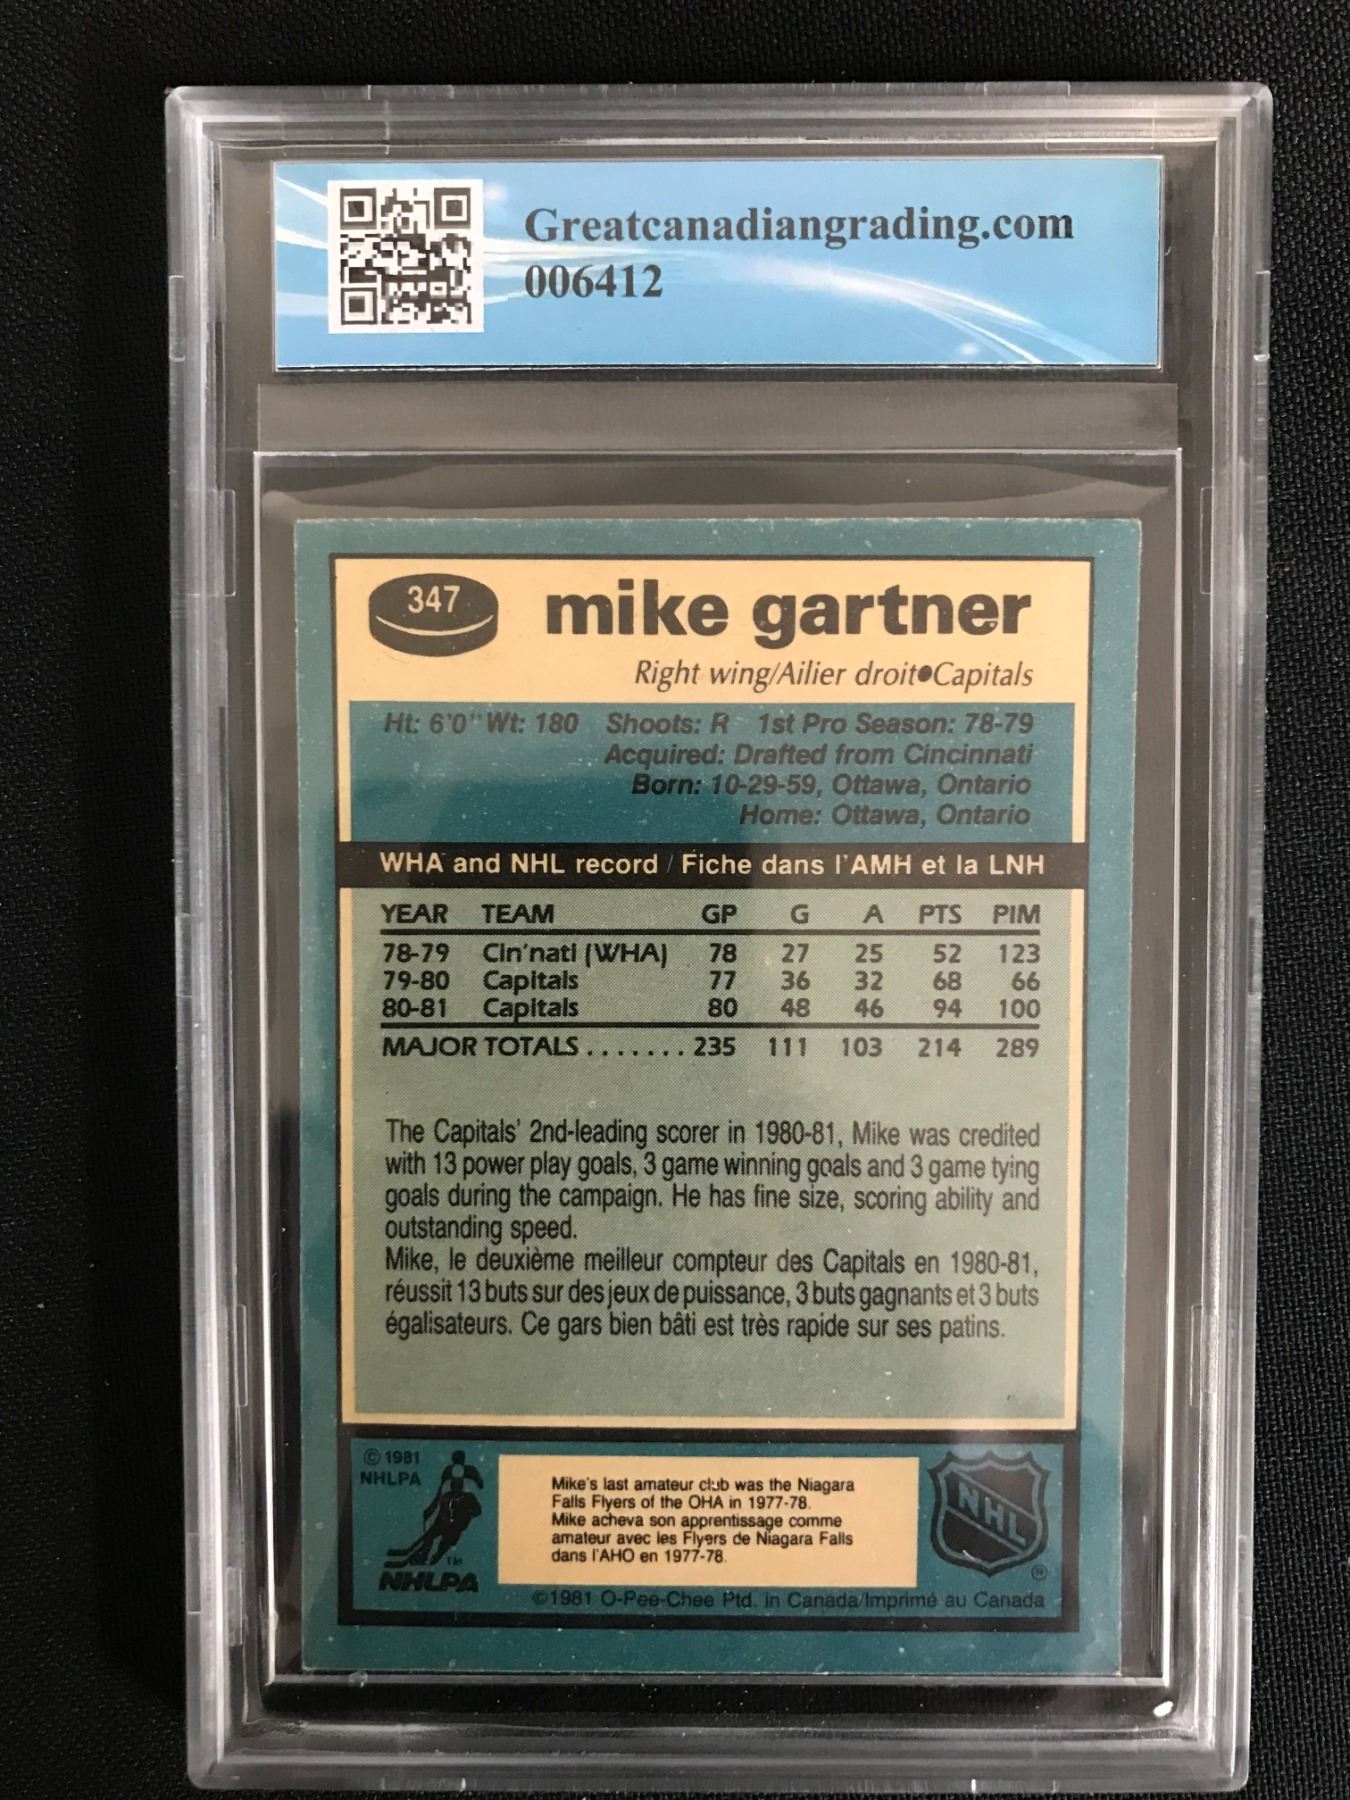 Greatcanadiangrading.com
006412
347
mike gartner
Right wing/Ailier droit●Capitals
Ht: 6'0" Wt: 180 Shoots: R 1st Pro Season: 78-79
Acquired: Drafted from Cincinnati
Born: 10-29-59, Ottawa, Ontario
Home: Ottawa, Ontario
WHA and NHL record / Fiche dans l'AMH et la LNH
YEAR TEAM GP G A PTS PIM
78-79 Cin'nati (WHA) 78 27 25 52 123
79-80 Capitals 77 36 32 68 66
80-81 Capitals 80 48 46 94 100
MAJOR TOTALS ....... 235 111 103 214 289
The Capitals' 2nd-leading scorer in 1980-81, Mike was credited
with 13 power play goals, 3 game winning goals and 3 game tying
goals during the campaign. He has fine size, scoring ability and
outstanding speed.
Mike, le deuxième meilleur compteur des Capitals en 1980-81,
réussit 13 buts sur des jeux de puissance, 3 buts gagnants et 3 buts
égalisateurs. Ce gars bien bâti est très rapide sur ses patins.
© 1981
NHLPA
TM
NHLPA
Mike's last amateur club was the Niagara
Falls Flyers of the OHA in 1977-78.
Mike acheva son apprentissage comme
amateur avec les Flyers de Niagara Falls
dans l'AHO en 1977-78.
NHL
®
©1981 O-Pee-Chee Ptd. in Canada/Imprimé au Canada